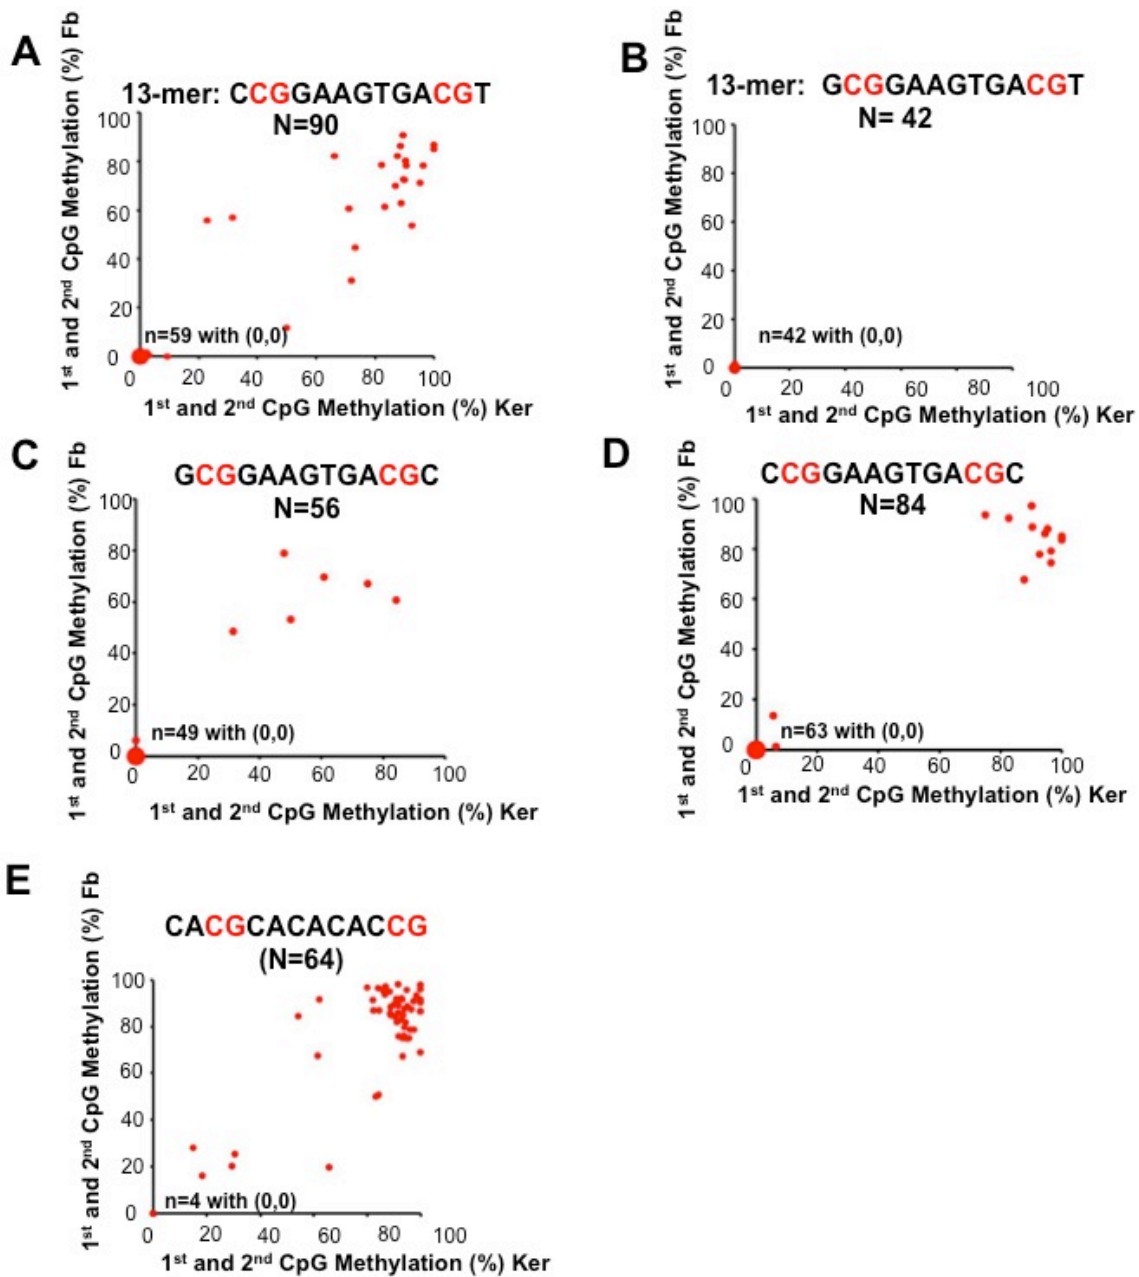 A
13-mer: CCGGAAGTGACGT
N=90
1st and 2nd CpG Methylation (%) Fb
100
80
60
40
20
0
n=59 with (0,0)
0 20 40 60 80 100
1st and 2nd CpG Methylation (%) Ker
B
13-mer: GCGGAAGTGACGT
N= 42
1st and 2nd CpG Methylation (%) Fb
100
80
60
40
20
0
n=42 with (0,0)
0 20 40 60 80 100
1st and 2nd CpG Methylation (%) Ker
C
GCGGAAGTGACGC
N=56
1st and 2nd CpG Methylation (%) Fb
100
80
60
40
20
0
n=49 with (0,0)
0 20 40 60 80 100
1st and 2nd CpG Methylation (%) Ker
D
CCGGAAGTGACGC
N=84
1st and 2nd CpG Methylation (%) Fb
100
80
60
40
20
0
n=63 with (0,0)
0 20 40 60 80 100
1st and 2nd CpG Methylation (%) Ker
E
CACGCACACACCG
(N=64)
1st and 2nd CpG Methylation (%) Fb
100
80
60
40
20
0
n=4 with (0,0)
0 20 40 60 80 100
1st and 2nd CpG Methylation (%) Ker